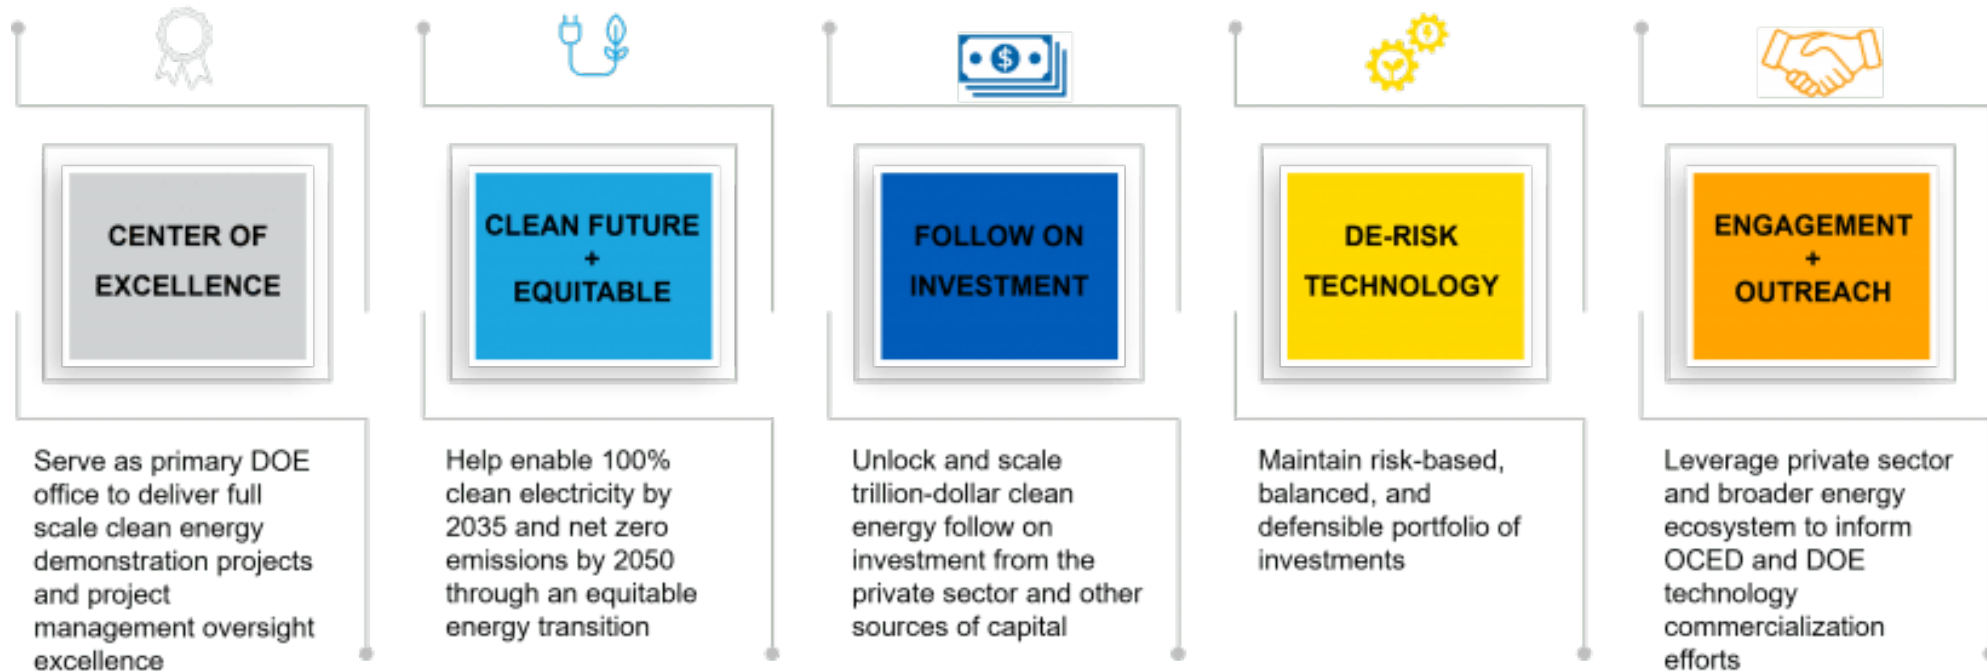 CENTER OF
EXCELLENCE
Serve as primary DOE
office to deliver full
scale clean energy
demonstration projects
and project
management oversight
excellence
CLEAN FUTURE
+
EQUITABLE
Help enable 100%
clean electricity by
2035 and net zero
emissions by 2050
through an equitable
energy transition
FOLLOW ON
INVESTMENT
Unlock and scale
trillion-dollar clean
energy follow on
investment from the
private sector and other
sources of capital
DE-RISK
TECHNOLOGY
Maintain risk-based,
balanced, and
defensible portfolio of
investments
ENGAGEMENT
+
OUTREACH
Leverage private sector
and broader energy
ecosystem to inform
OCED and DOE
technology
commercialization
efforts